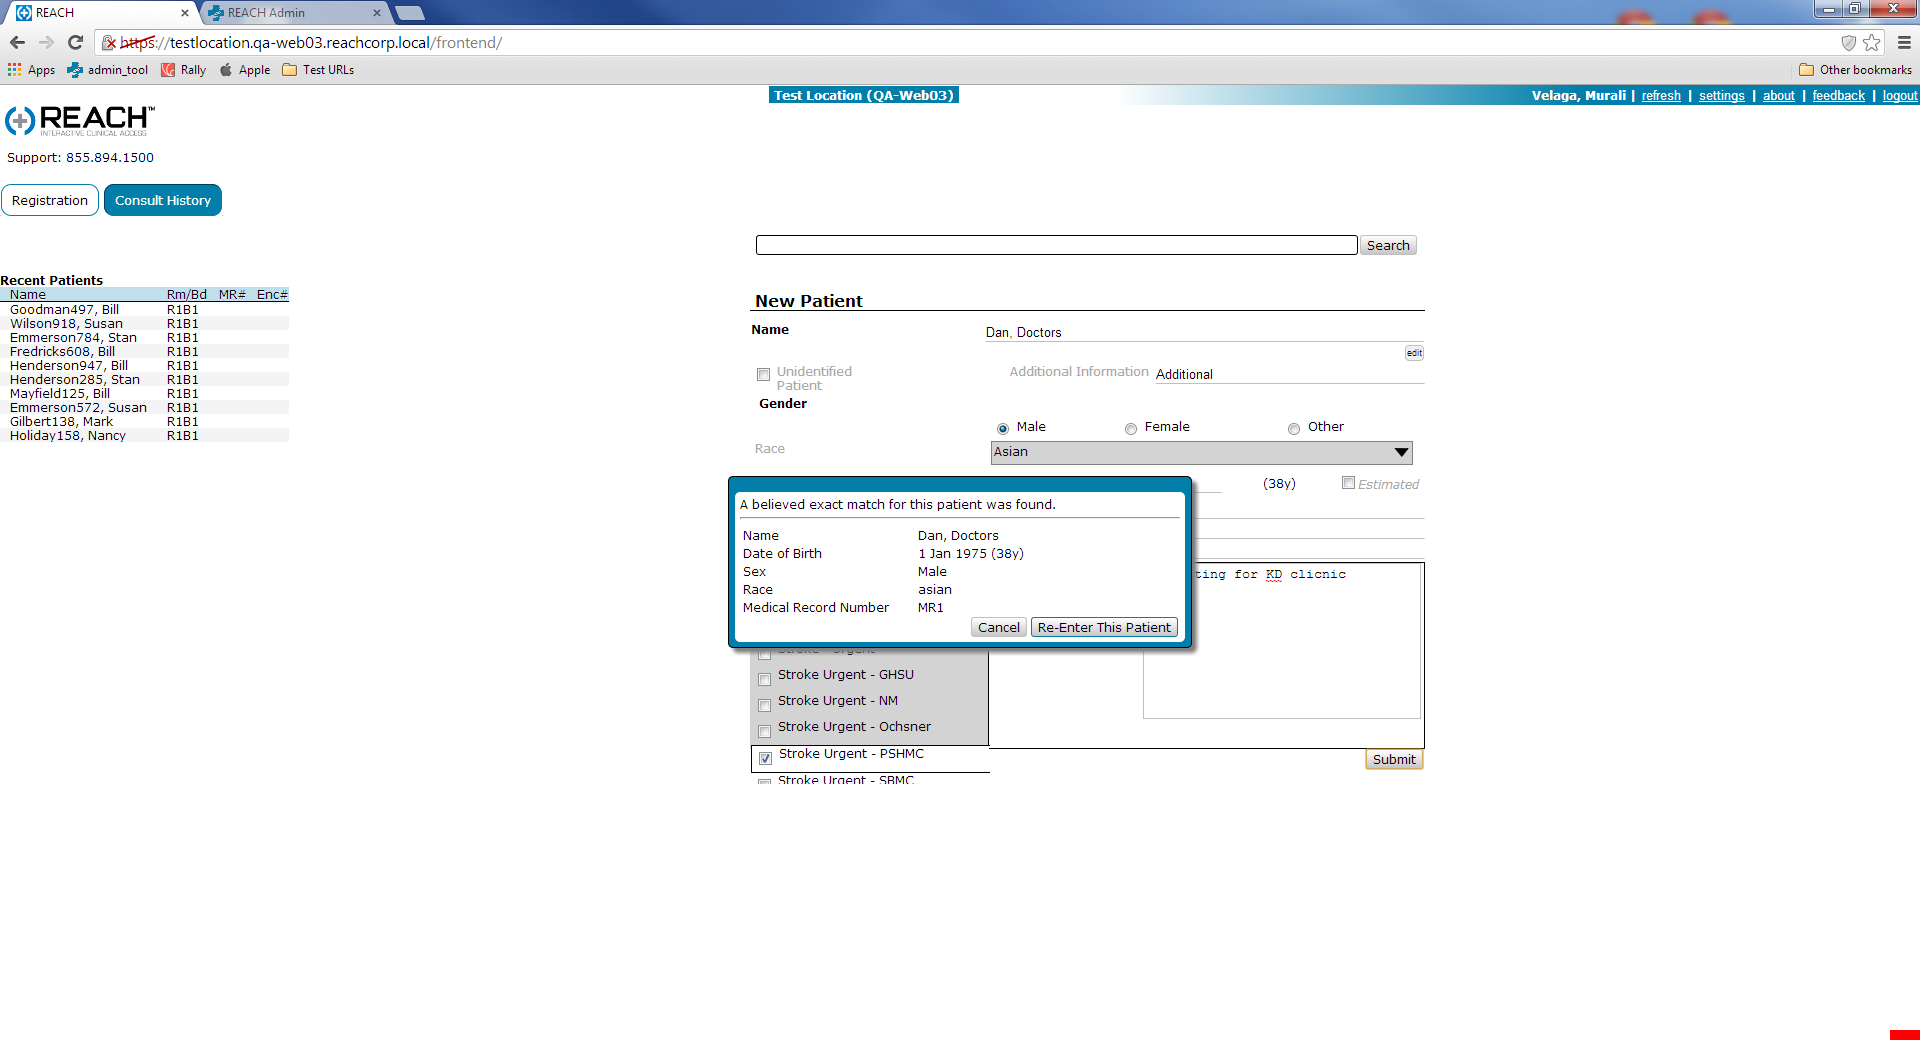 REACH
REACH Admin
https://testlocation.qa-web03.reachcorp.local/frontend/
Apps admin_tool Rally Apple Test URLs Other bookmarks
Test Location (QA-Web03) Velaga, Murali | refresh | settings | about | feedback | logout
REACH™
INTERACTIVE CLINICAL ACCESS
Support: 855.894.1500
Registration Consult History
Search
Recent Patients
Name Rm/Bd MR# Enc#
Goodman497, Bill R1B1
Wilson918, Susan R1B1
Emmerson784, Stan R1B1
Fredricks608, Bill R1B1
Henderson947, Bill R1B1
Henderson285, Stan R1B1
Mayfield125, Bill R1B1
Emmerson572, Susan R1B1
Gilbert138, Mark R1B1
Holiday158, Nancy R1B1
New Patient
Name Dan, Doctors
edit
Unidentified Patient Additional Information Additional
Gender
Male Female Other
Race Asian
(38y) Estimated
A believed exact match for this patient was found.
Name Dan, Doctors
Date of Birth 1 Jan 1975 (38y)
Sex Male
Race asian
Medical Record Number MR1
Cancel Re-Enter This Patient
ting for KD clicnic
Stroke - Urgent
Stroke Urgent - GHSU
Stroke Urgent - NM
Stroke Urgent - Ochsner
Stroke Urgent - PSHMC
Stroke Urgent - SBMC
Submit